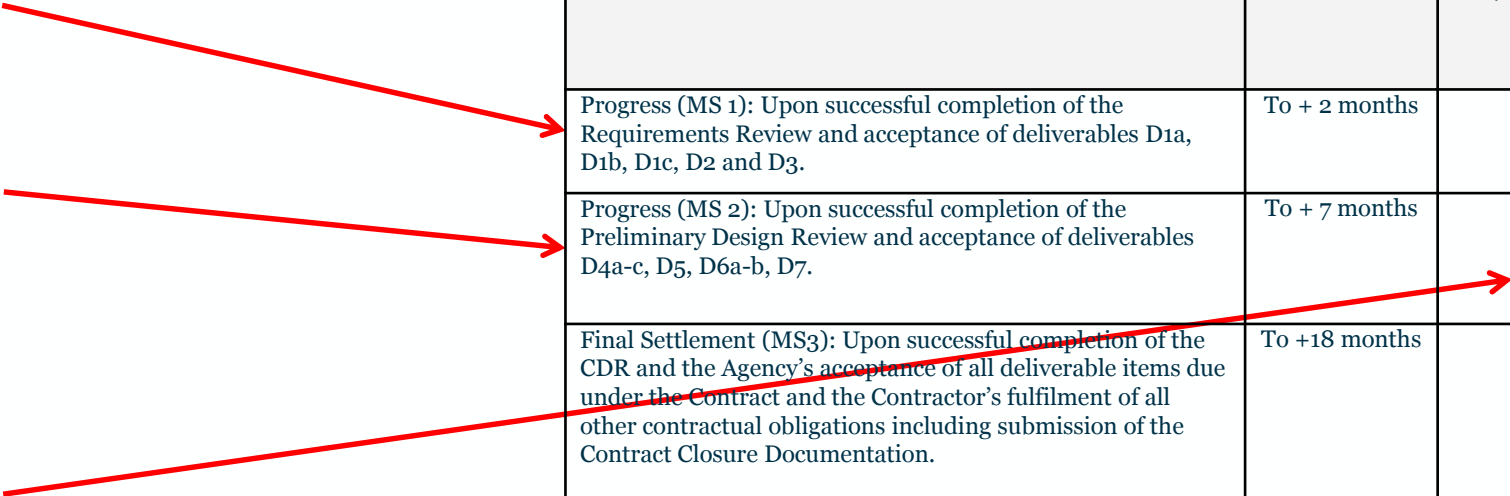 Progress (MS 1): Upon successful completion of the
Requirements Review and acceptance of deliverables D1a,
D1b, D1c, D2 and D3.
To + 2 months
Progress (MS 2): Upon successful completion of the
Preliminary Design Review and acceptance of deliverables
D4a-c, D5, D6a-b, D7.
To + 7 months
Final Settlement (MS3): Upon successful completion of the
CDR and the Agency’s acceptance of all deliverable items due
under the Contract and the Contractor’s fulfilment of all
other contractual obligations including submission of the
Contract Closure Documentation.
To +18 months